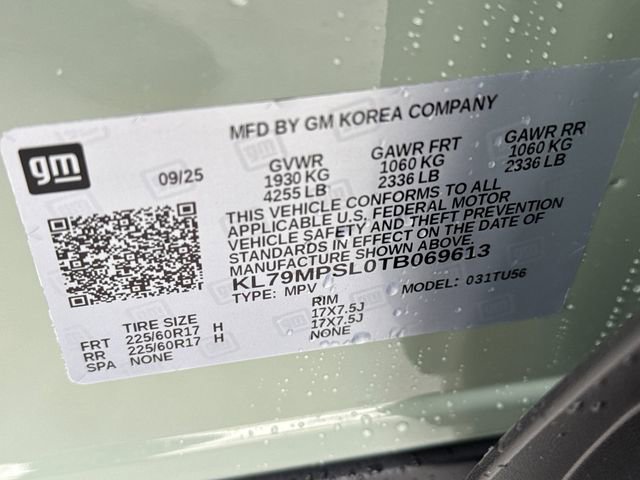 MFD BY GM KOREA COMPANY
gm
09/25
GVWR GAWR FRT GAWR RR
1930 KG 1060 KG 1060 KG
4255 LB 2336 LB 2336 LB
THIS VEHICLE CONFORMS TO ALL
APPLICABLE U.S. FEDERAL MOTOR
VEHICLE SAFETY AND THEFT PREVENTION
STANDARDS IN EFFECT ON THE DATE OF
MANUFACTURE SHOWN ABOVE.
KL79MPSL0TB069613
TYPE: MPV MODEL: 031TU56
TIRE SIZE RIM
FRT 225/60R17 H 17X7.5J
RR 225/60R17 H 17X7.5J
SPA NONE NONE